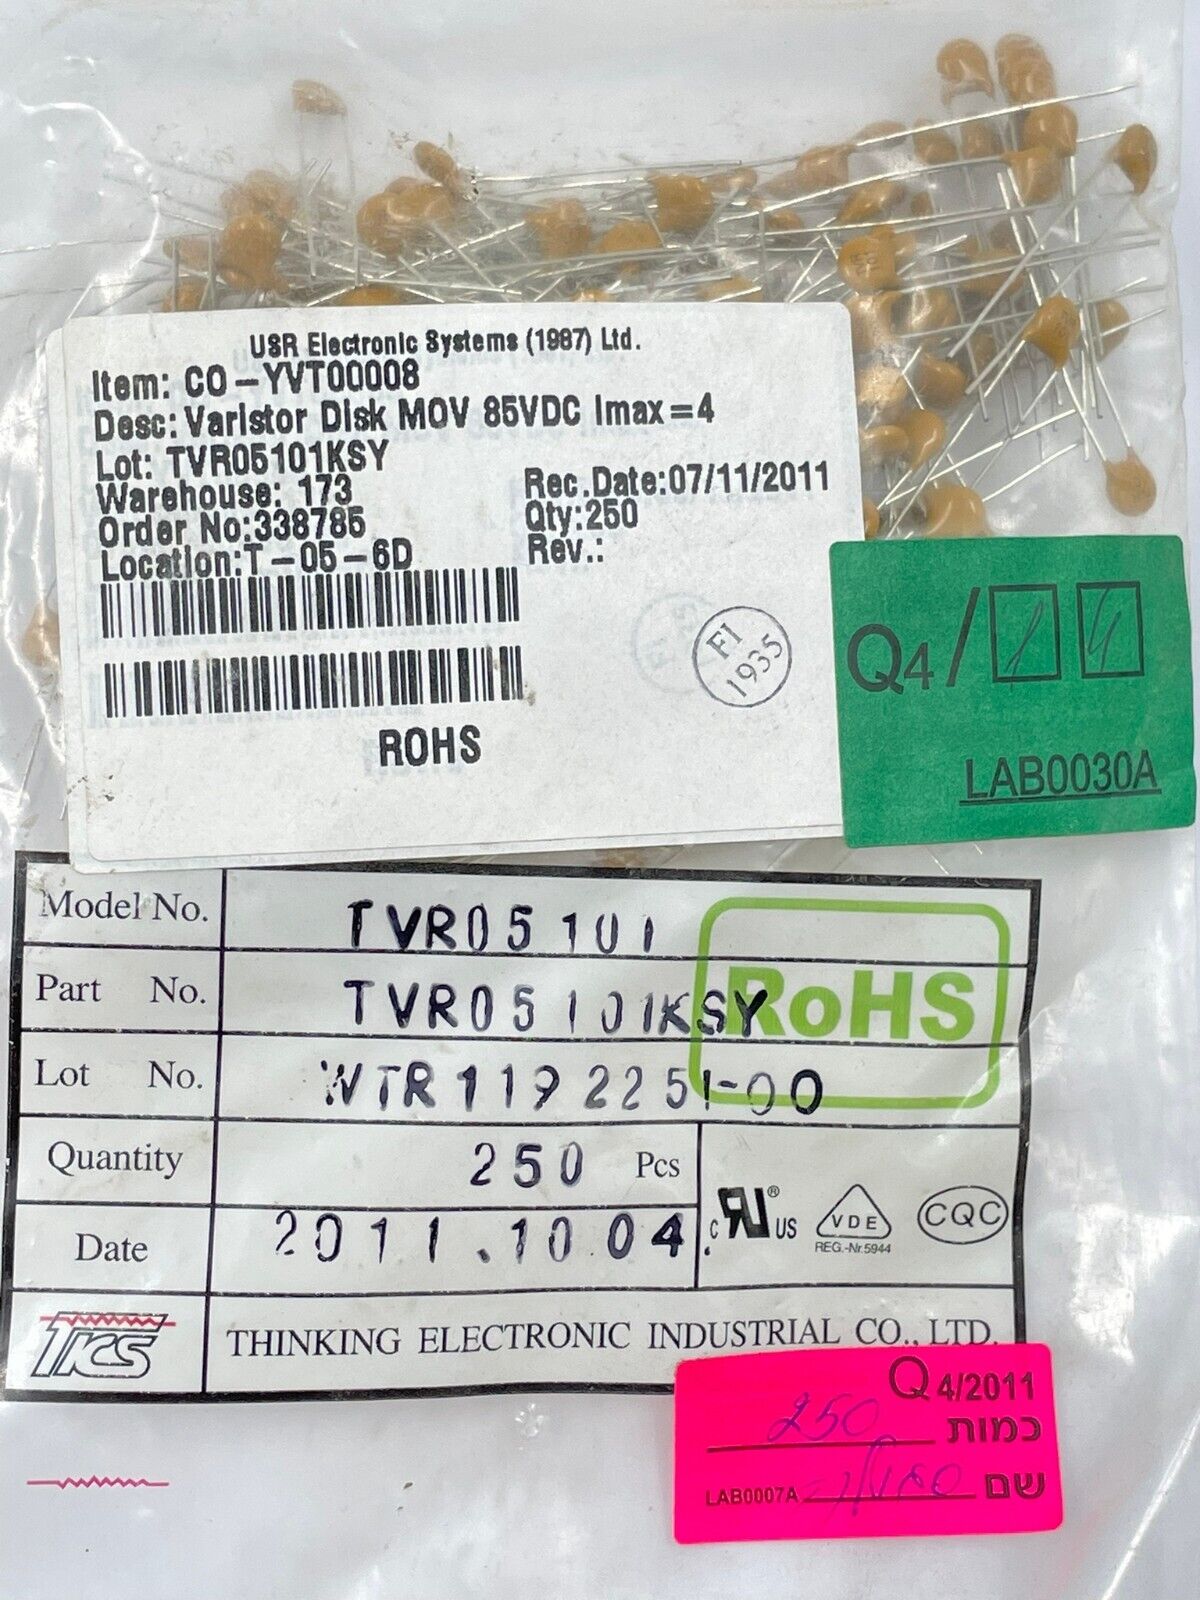 USR Electronic Systems (1987) Ltd.
Item: CO-YVT00008
Desc: Varistor Disk MOV 85VDC Imax=4
Lot: TVR05101KSY
Warehouse: 173
Rec.Date:07/11/2011
Order No:338785
Qty:250
Location:T-05-6D
Rev.:
FI
1935
ROHS
Q4/14
LAB0030A
Model No. TVR05101
Part No. TVR05101KSY
RoHS
Lot No. WTR1192251-00
Quantity 250 Pcs
Date 2011.10.04
c RU ® US
VDE
REG.-Nr.5944
CQC
TKS
THINKING ELECTRONIC INDUSTRIAL CO., LTD.
Q 4/2011
כמות 250
שם
LAB0007A